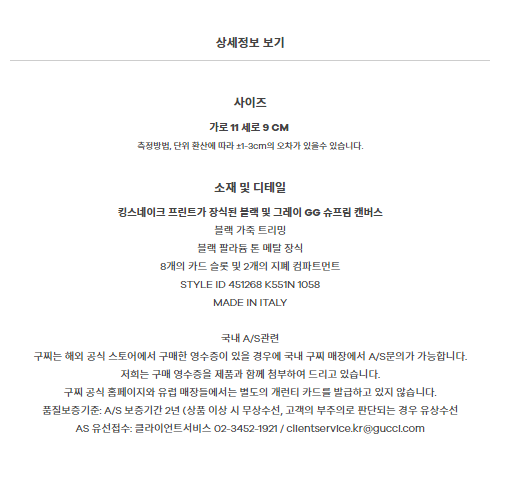 상세정보 보기
사이즈
가로 11 세로 9 CM
측정방법, 단위 환산에 따라 ±1-3cm의 오차가 있을수 있습니다.
소재 및 디테일
킹스네이크 프린트가 장식된 블랙 및 그레이 GG 슈프림 캔버스
블랙 가죽 트리밍
블랙 팔라듐 톤 메탈 장식
8개의 카드 슬롯 및 2개의 지폐 컴파트먼트
STYLE ID 451268 K551N 1058
MADE IN ITALY
국내 A/S관련
구찌는 해외 공식 스토어에서 구매한 영수증이 있을 경우에 국내 구찌 매장에서 A/S문의가 가능합니다.
저희는 구매 영수증을 제품과 함께 첨부하여 드리고 있습니다.
구찌 공식 홈페이지와 유럽 매장들에서는 별도의 개런티 카드를 발급하고 있지 않습니다.
품질보증기준: A/S 보증기간 2년 (상품 이상 시 무상수선, 고객의 부주의로 판단되는 경우 유상수선
AS 유선접수: 클라이언트서비스 02-3452-1921 / clientservice.kr@gucci.com